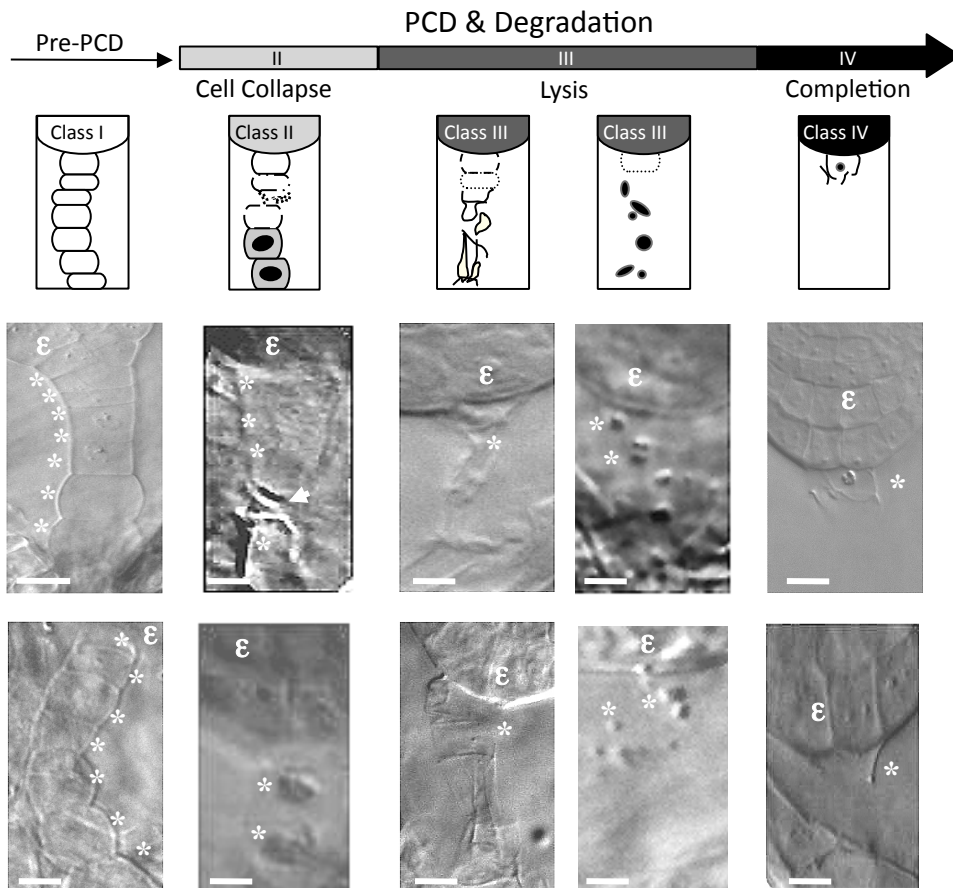 PCD & Degradation
Pre-PCD
II
III
IV
Cell Collapse
Lysis
Completion
Class I
Class II
Class III
Class III
Class IV
ε
*
*
*
*
*
*
ε
*
*
*
*
ε
*
ε
*
*
ε
*
ε
*
*
*
*
*
*
*
ε
*
*
ε
*
ε
*
*
ε
*